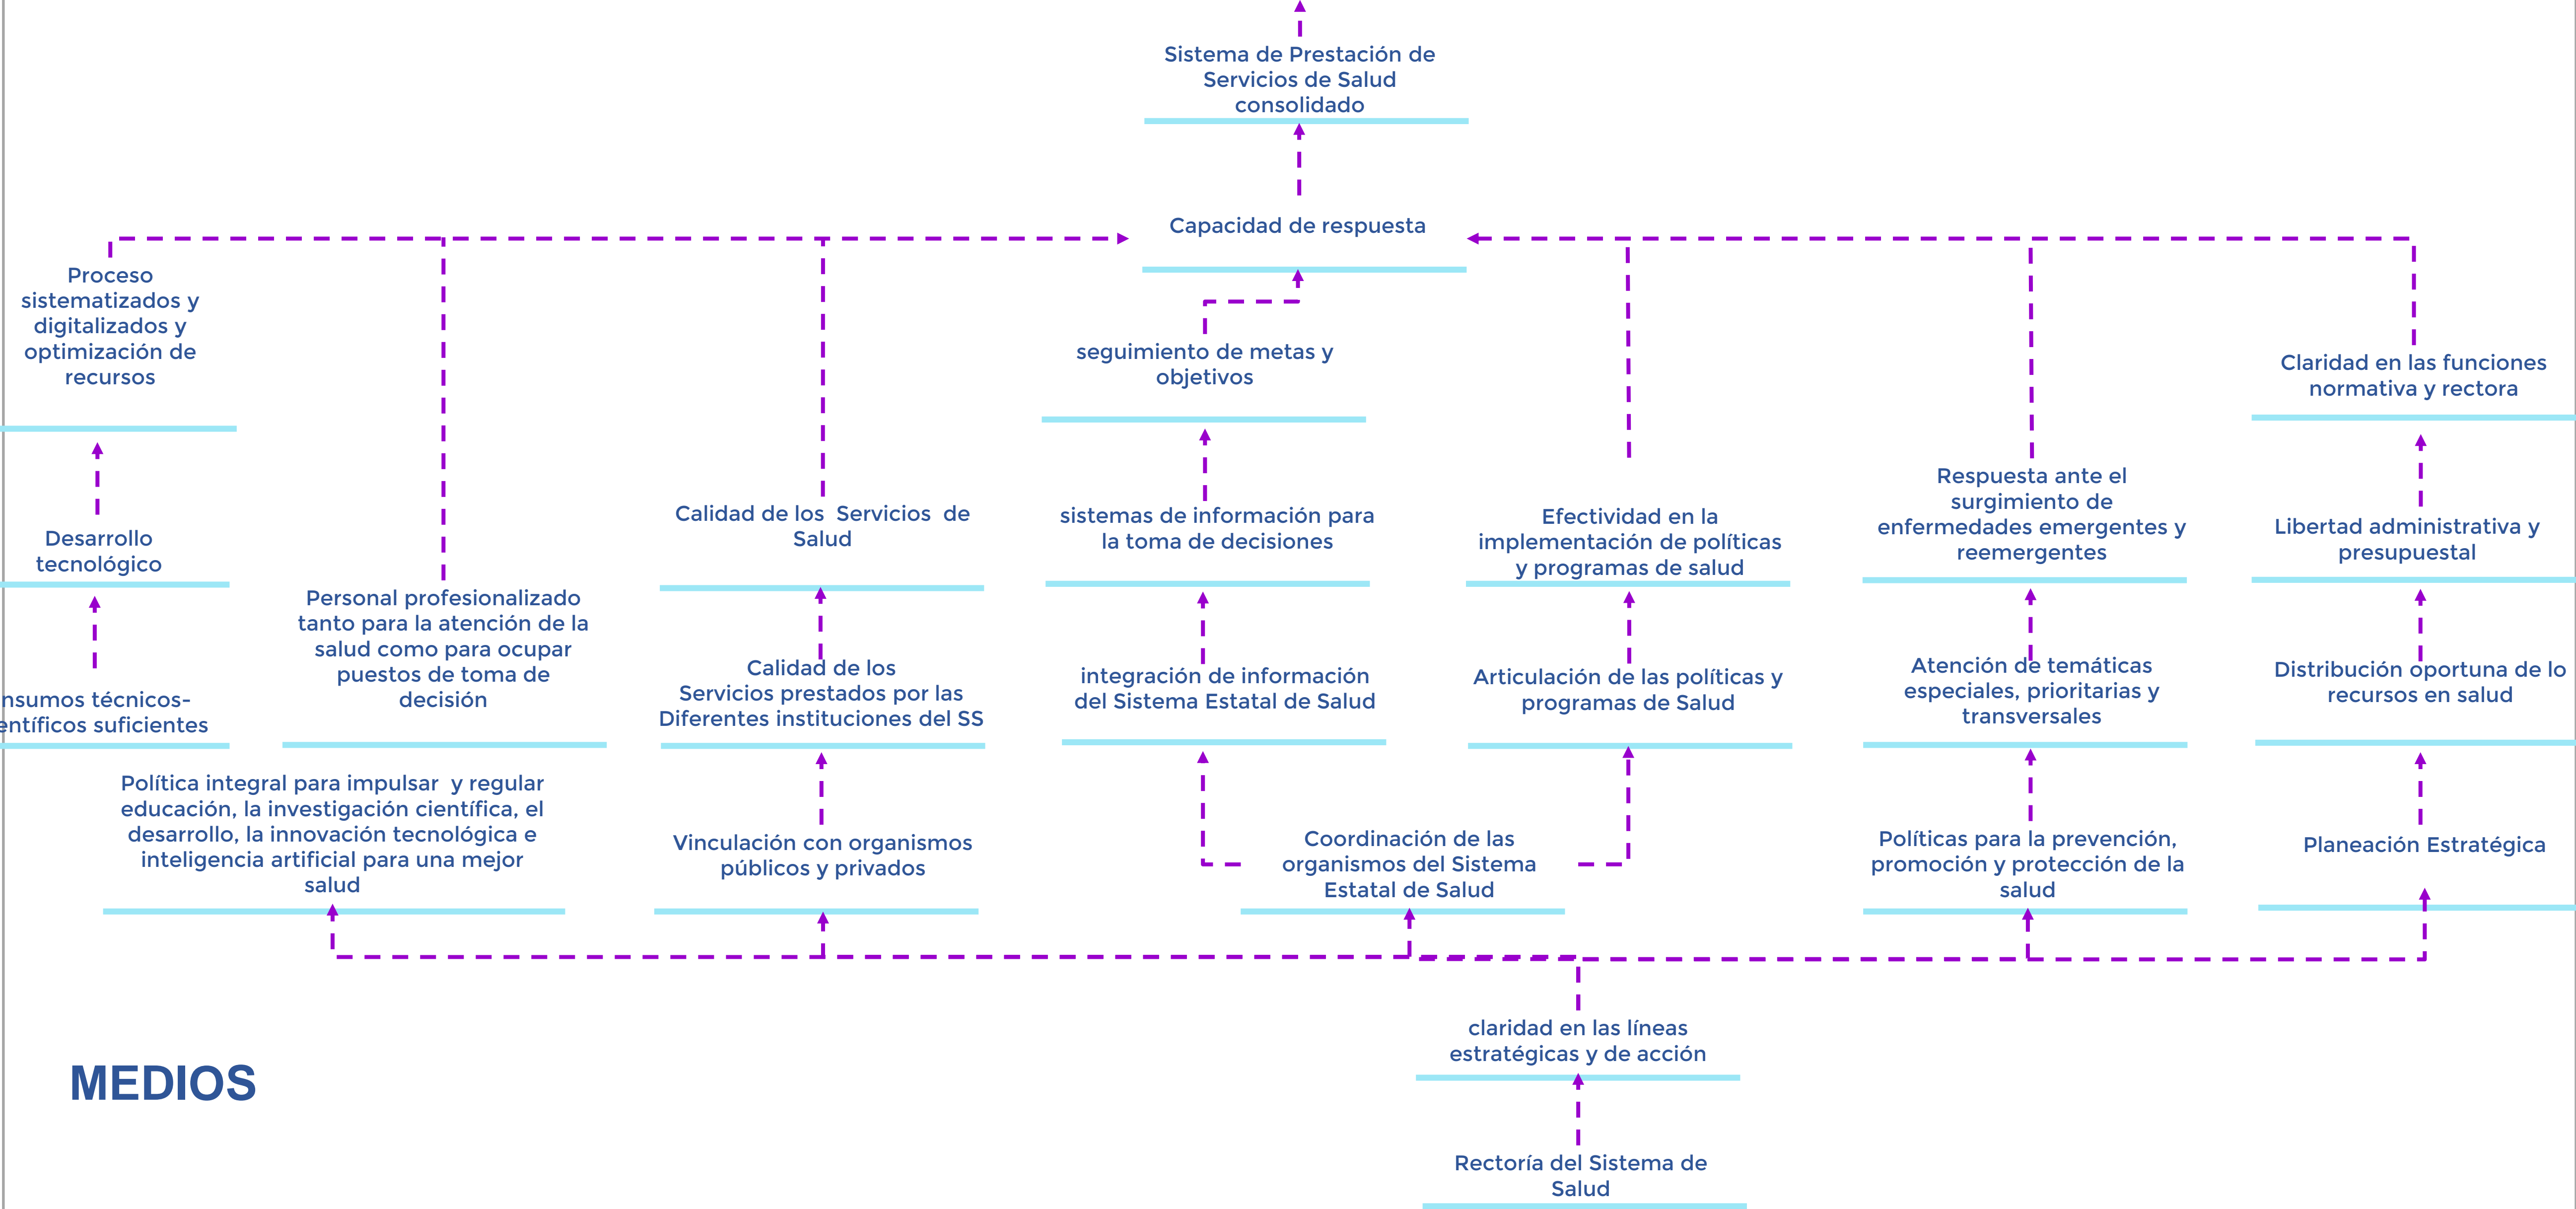 Sistema de Prestación de
Servicios de Salud
consolidado
Capacidad de respuesta
Proceso
sistematizados y
digitalizados y
optimización de
recursos
seguimiento de metas y
objetivos
Claridad en las funciones
normativa y rectora
Desarrollo
tecnológico
Calidad de los  Servicios  de
Salud
sistemas de información para
la toma de decisiones
Efectividad en la
implementación de políticas
y programas de salud
Respuesta ante el
surgimiento de
enfermedades emergentes y
reemergentes
Libertad administrativa y
presupuestal
nsumos técnicos-
entíficos suficientes
Personal profesionalizado
tanto para la atención de la
salud como para ocupar
puestos de toma de
decisión
Calidad de los
Servicios prestados por las
Diferentes instituciones del SS
integración de información
del Sistema Estatal de Salud
Articulación de las políticas y
programas de Salud
Atención de temáticas
especiales, prioritarias y
transversales
Distribución oportuna de lo
recursos en salud
Política integral para impulsar  y regular
educación, la investigación científica, el
desarrollo, la innovación tecnológica e
inteligencia artificial para una mejor
salud
Vinculación con organismos
públicos y privados
Coordinación de las
organismos del Sistema
Estatal de Salud
Políticas para la prevención,
promoción y protección de la
salud
Planeación Estratégica
claridad en las líneas
estratégicas y de acción
MEDIOS
Rectoría del Sistema de
Salud